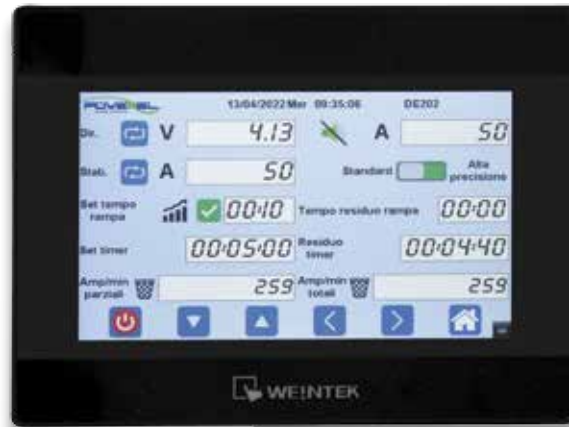 POWEREL 13/04/2022 Mer 09:35:06 DE202
Dir. V 4.13 A 50
Stab. A 50 Standard Alta precisione
Set tempo rampa 00:10 Tempo residuo rampa 00:00
Set timer 00:05:00 Residuo timer 00:04:40
Amp/min parziali 259 Amp/min totali 259
WEINTEK